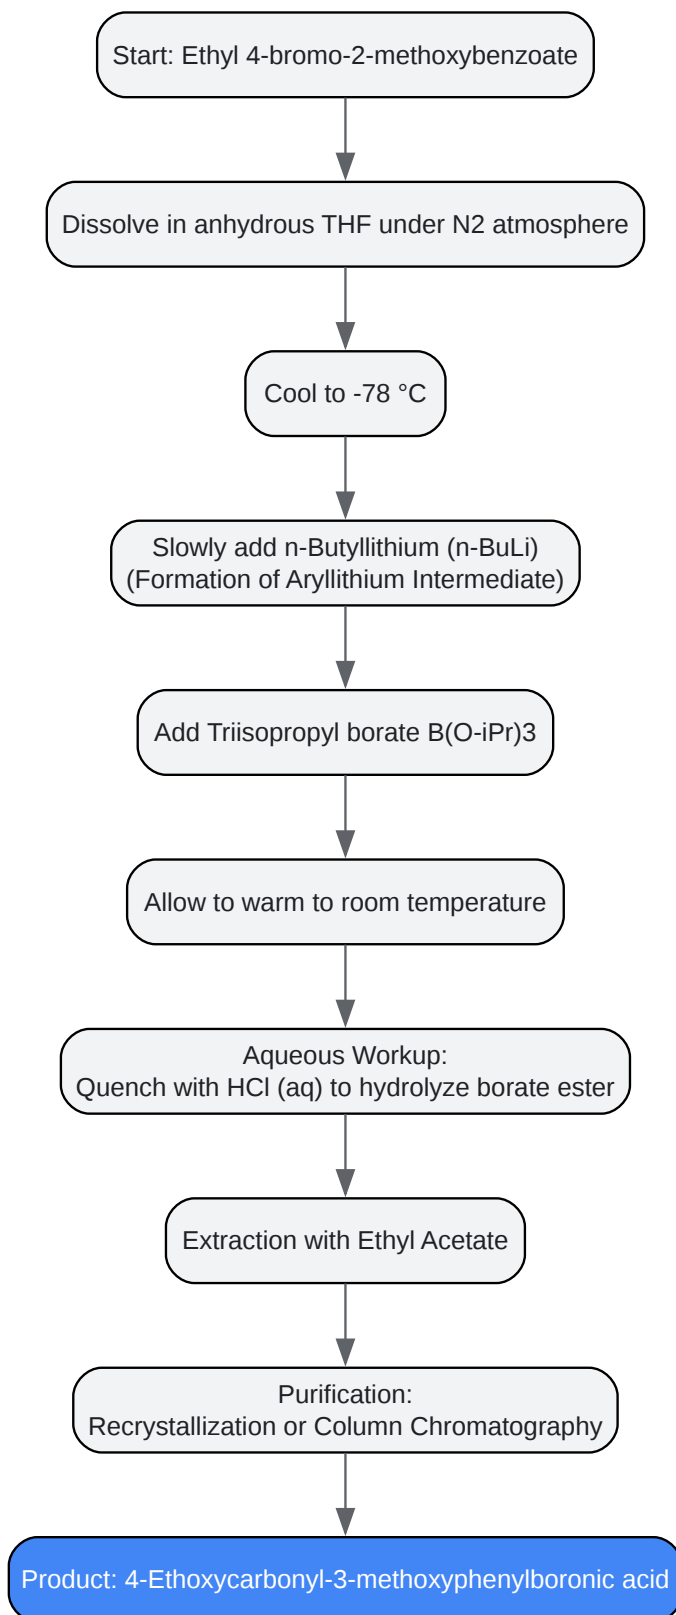 Start: Ethyl 4-bromo-2-methoxybenzoate
Dissolve in anhydrous THF under N2 atmosphere
Cool to -78 °C
Slowly add n-Butyllithium (n-BuLi)
(Formation of Aryllithium Intermediate)
Add Triisopropyl borate B(O-iPr)3
Allow to warm to room temperature
Aqueous Workup:
Quench with HCl (aq) to hydrolyze borate ester
Extraction with Ethyl Acetate
Purification:
Recrystallization or Column Chromatography
Product: 4-Ethoxycarbonyl-3-methoxyphenylboronic acid